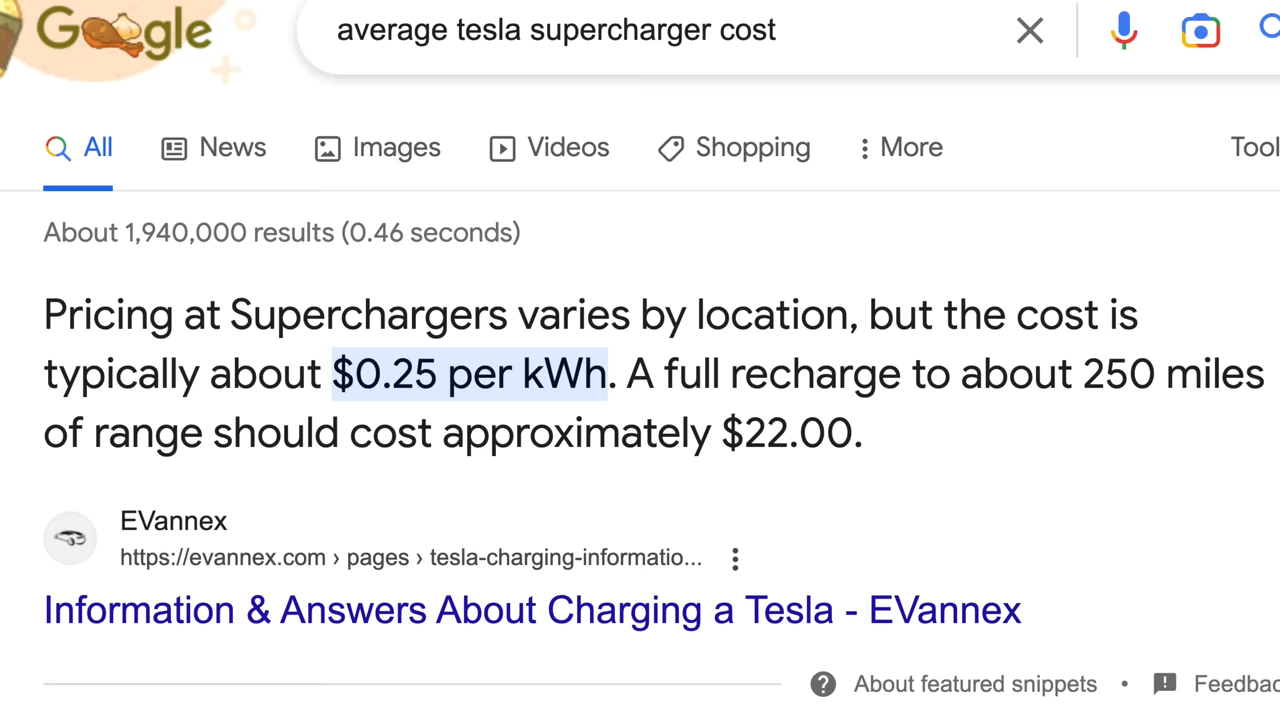 Google
average tesla supercharger cost
All News Images Videos Shopping More
About 1,940,000 results (0.46 seconds)
Pricing at Superchargers varies by location, but the cost is
typically about $0.25 per kWh. A full recharge to about 250 miles
of range should cost approximately $22.00.
EVannex
https://evannex.com › pages › tesla-charging-informatio...
Information & Answers About Charging a Tesla - EVannex
About featured snippets •